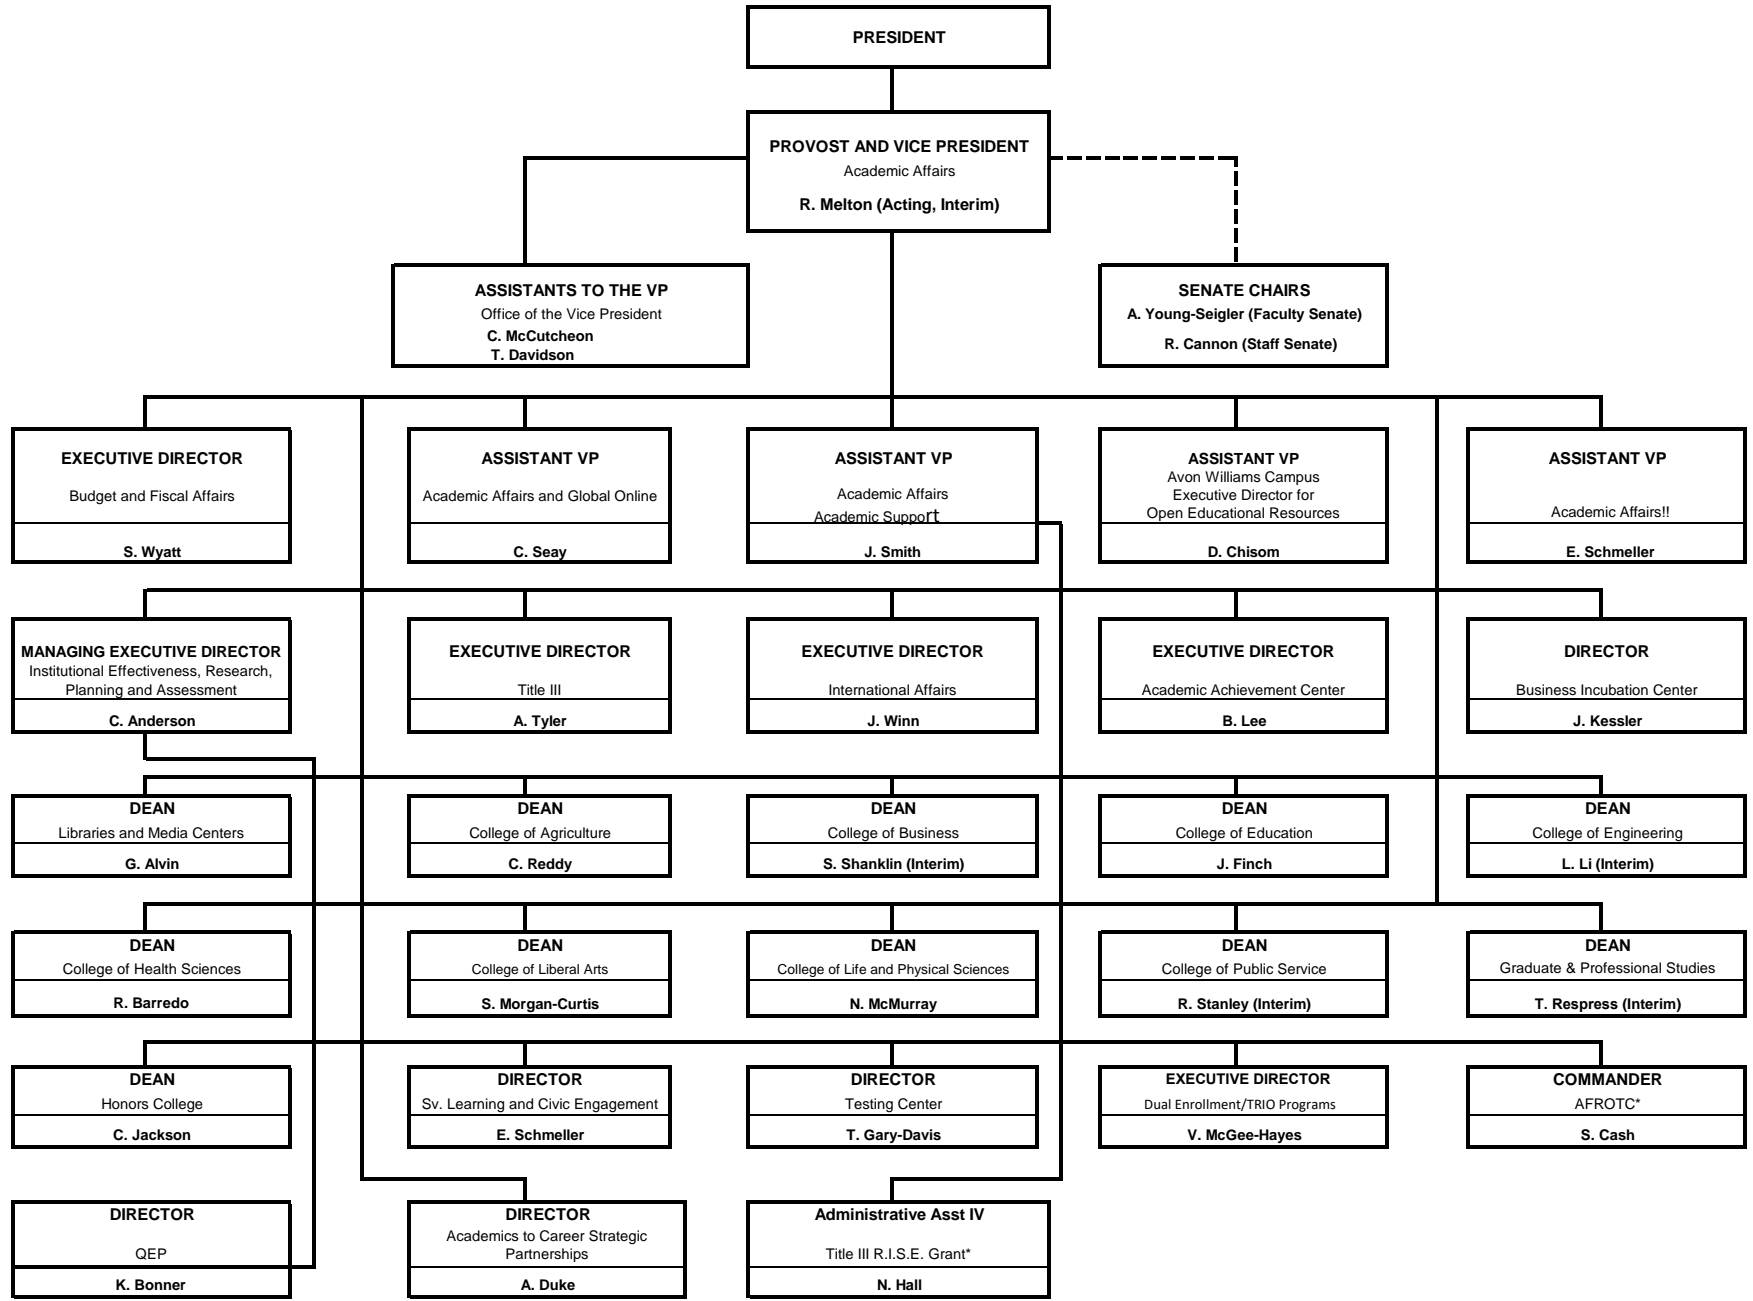 PRESIDENT
PROVOST AND VICE PRESIDENT
Academic Affairs
R. Melton (Acting, Interim)
ASSISTANTS TO THE VP
Office of the Vice President
C. McCutcheon
T. Davidson
SENATE CHAIRS
A. Young-Seigler (Faculty Senate)
R. Cannon (Staff Senate)
EXECUTIVE DIRECTOR
Budget and Fiscal Affairs
S. Wyatt
ASSISTANT VP
Academic Affairs and Global Online
C. Seay
ASSISTANT VP
Academic Affairs
Academic Support
J. Smith
ASSISTANT VP
Avon Williams Campus
Executive Director for
Open Educational Resources
D. Chisom
ASSISTANT VP
Academic Affairs!!
E. Schmeller
MANAGING EXECUTIVE DIRECTOR
Institutional Effectiveness, Research,
Planning and Assessment
C. Anderson
EXECUTIVE DIRECTOR
Title III
A. Tyler
EXECUTIVE DIRECTOR
International Affairs
J. Winn
EXECUTIVE DIRECTOR
Academic Achievement Center
B. Lee
DIRECTOR
Business Incubation Center
J. Kessler
DEAN
Libraries and Media Centers
G. Alvin
DEAN
College of Agriculture
C. Reddy
DEAN
College of Business
S. Shanklin (Interim)
DEAN
College of Education
J. Finch
DEAN
College of Engineering
L. Li (Interim)
DEAN
College of Health Sciences
R. Barredo
DEAN
College of Liberal Arts
S. Morgan-Curtis
DEAN
College of Life and Physical Sciences
N. McMurray
DEAN
College of Public Service
R. Stanley (Interim)
DEAN
Graduate & Professional Studies
T. Respress (Interim)
DEAN
Honors College
C. Jackson
DIRECTOR
Sv. Learning and Civic Engagement
E. Schmeller
DIRECTOR
Testing Center
T. Gary-Davis
EXECUTIVE DIRECTOR
Dual Enrollment/TRIO Programs
V. McGee-Hayes
COMMANDER
AFROTC*
S. Cash
DIRECTOR
QEP
K. Bonner
DIRECTOR
Academics to Career Strategic
Partnerships
A. Duke
Administrative Asst IV
Title III R.I.S.E. Grant*
N. Hall